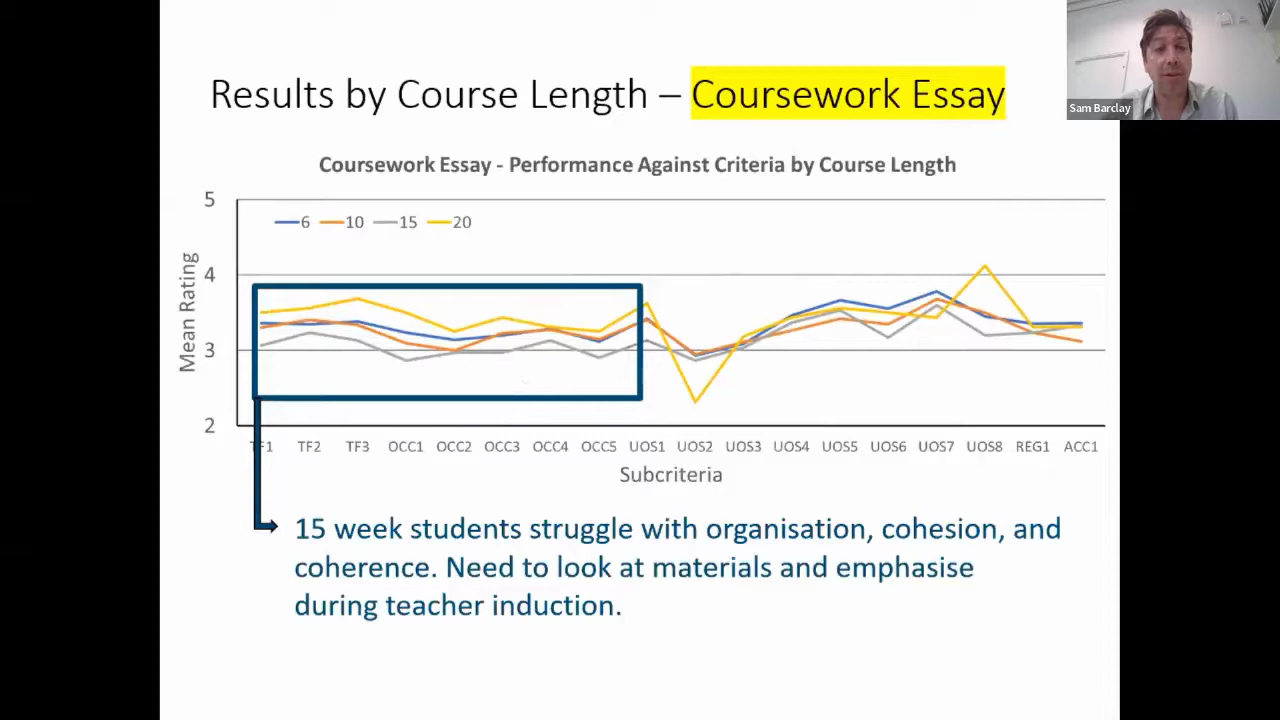 Results by Course Length – Coursework Essay
Sam Barclay
Coursework Essay - Performance Against Criteria by Course Length
5
6 10 15 20
4
3
2
Mean Rating
TF1 TF2 TF3 OCC1 OCC2 OCC3 OCC4 OCC5 UOS1 UOS2 UOS3 UOS4 UOS5 UOS6 UOS7 UOS8 REG1 ACC1
Subcriteria
15 week students struggle with organisation, cohesion, and
coherence. Need to look at materials and emphasise
during teacher induction.